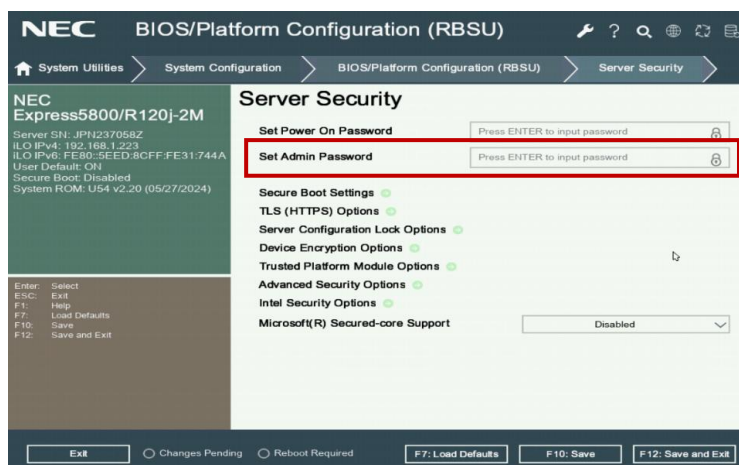 NEC BIOS/Platform Configuration (RBSU)
System Utilities System Configuration BIOS/Platform Configuration (RBSU) Server Security
NEC
Express5800/R120j-2M
Server SN: JPN237058Z
iLO IPv4: 192.168.1.223
iLO IPv6: FE80::5EED:8CFF:FE31:744A
User Default: ON
Secure Boot: Disabled
System ROM: U54 v2.20 (05/27/2024)
Enter: Select
ESC: Exit
F1: Help
F7: Load Defaults
F10: Save
F12: Save and Exit
Server Security
Set Power On Password Press ENTER to input password
Set Admin Password Press ENTER to input password
Secure Boot Settings
TLS (HTTPS) Options
Server Configuration Lock Options
Device Encryption Options
Trusted Platform Module Options
Advanced Security Options
Intel Security Options
Microsoft(R) Secured-core Support Disabled
Exit Changes Pending Reboot Required F7: Load Defaults F10: Save F12: Save and Exit